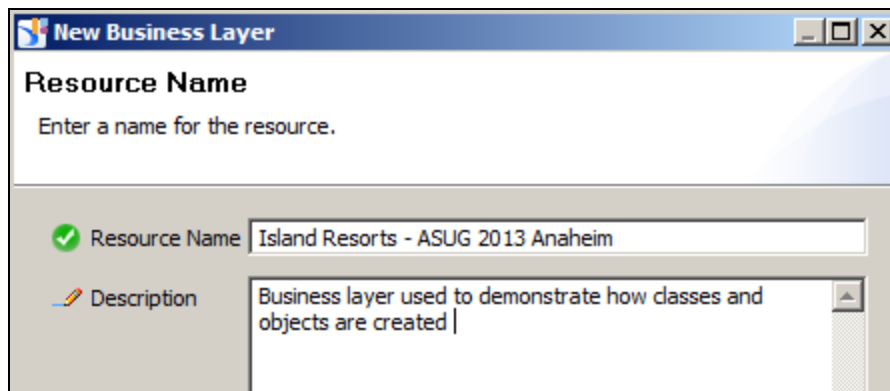 New Business Layer
Resource Name
Enter a name for the resource.
Resource Name Island Resorts - ASUG 2013 Anaheim
Description Business layer used to demonstrate how classes and
objects are created